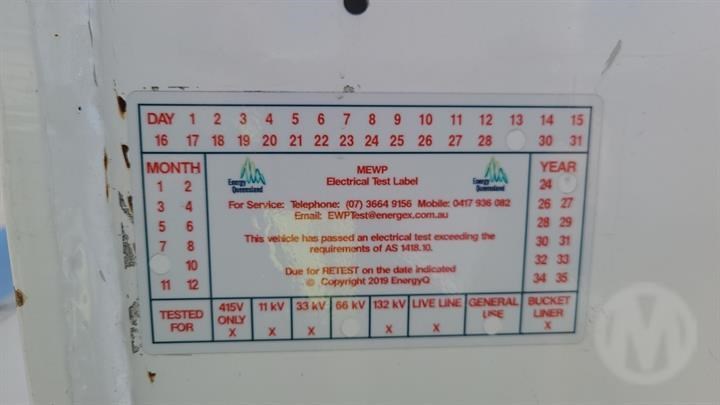 DAY 1 2 3 4 5 6 7 8 9 10 11 12 13 14 15
16 17 18 19 20 21 22 23 24 25 26 27 28 30 31
MONTH
1 2
3 4
5 6
7 8
10
11 12
Energy
Queensland
MEWP
Electrical Test Label
Energy
Queensland
For Service: Telephone: (07) 3664 9156 Mobile: 0417 936 082
Email: EWPTest@energex.com.au
This vehicle has passed an electrical test exceeding the
requirements of AS 1418.10.
Due for RETEST on the date indicated
© Copyright 2019 EnergyQ
YEAR
24
26 27
28 29
30 31
32 33
34 35
TESTED
FOR
415V
ONLY
X
11 kV
X
33 kV
X
66 kV
132 kV
X
LIVE LINE
X
GENERAL
USE
BUCKET
LINER
X
M